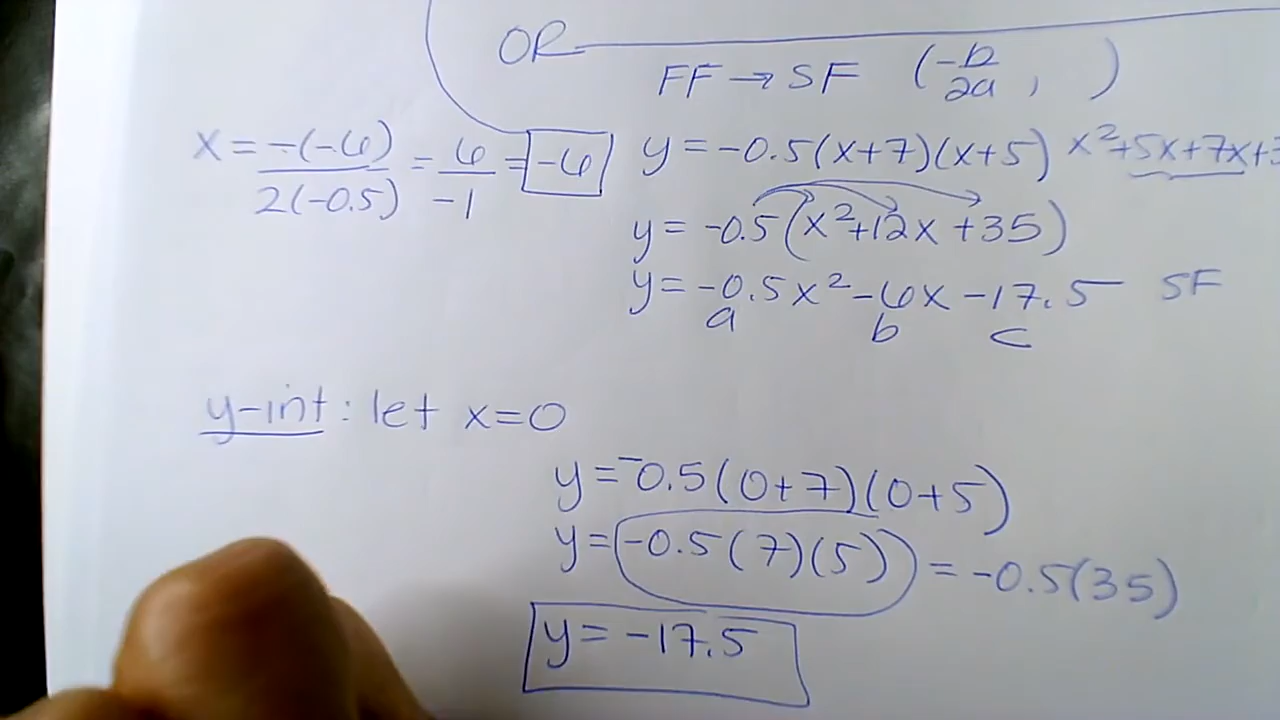 OR
FF → SF (-b/2a , )
x = -(-6)/2(-0.5) = 6/-1 = -6
y = -0.5(x+7)(x+5) x²+5x+7x+
y = -0.5(x²+12x+35)
y = -0.5x² -6x -17.5 SF
a b c
y-int: let x=0
y = -0.5(0+7)(0+5)
y = -0.5(7)(5) = -0.5(35)
y = -17.5